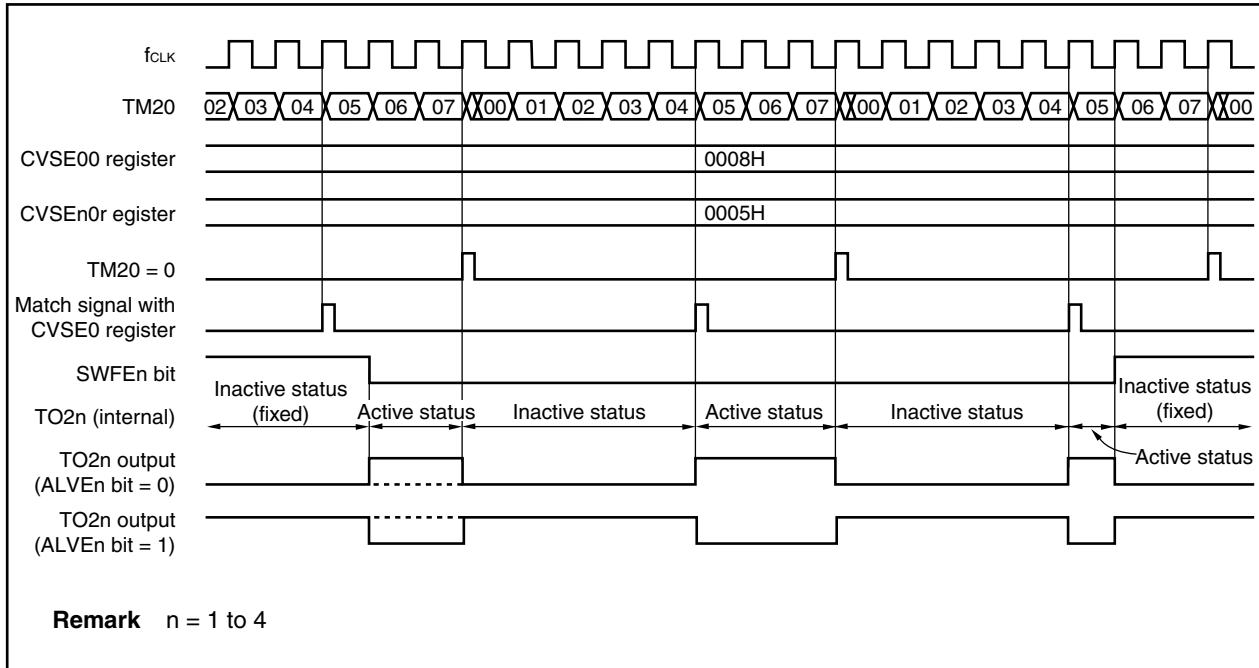 fCLK
TM20 02 03 04 05 06 07 00 01 02 03 04 05 06 07 00 01 02 03 04 05 06 07 00
CVSE00 register 0008H
CVSEn0r egister 0005H
TM20 = 0
Match signal with
CVSE0 register
SWFEn bit
Inactive status
(fixed)
Inactive status
(fixed)
TO2n (internal) Active status Inactive status Active status Inactive status
Active status
TO2n output
(ALVEn bit = 0)
TO2n output
(ALVEn bit = 1)
Remark n = 1 to 4